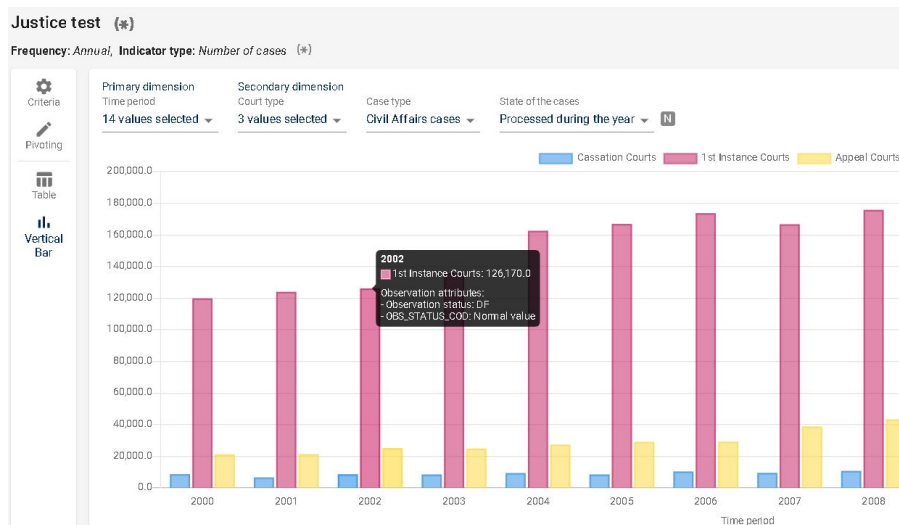 Justice test {*}
Frequency: Annual, Indicator type: Number of cases {*}
Criteria
Pivoting
Table
Vertical
Bar
Primary dimension
Time period
14 values selected
Secondary dimension
Court type
3 values selected
Case type
Civil Affairs cases
State of the cases
Processed during the year
N
Cassation Courts 1st Instance Courts Appeal Courts
200,000.0
180,000.0
160,000.0
140,000.0
120,000.0
100,000.0
80,000.0
60,000.0
40,000.0
20,000.0
0.0
2002
1st Instance Courts: 126,170.0
Observation attributes:
- Observation status: DF
- OBS_STATUS_COD: Normal value
2000 2001 2002 2003 2004 2005 2006 2007 2008
Time period